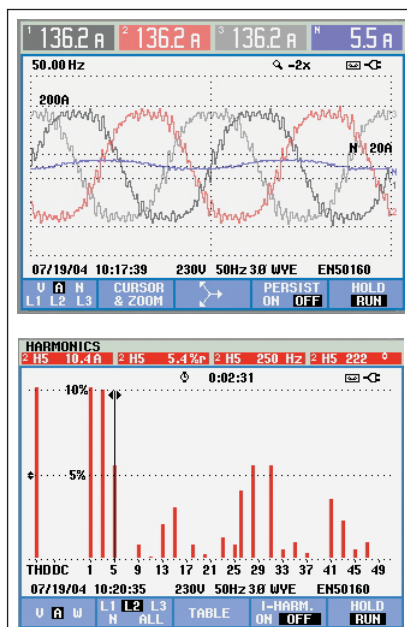 1 136.2 A 2 136.2 A 3 136.2 A N 5.5 A
50.00 Hz -2x
200A
N 20A
3
N
1
2
07/19/04 10:17:39 230V 50Hz 3Ø WYE EN50160
V A N
L1 L2 L3
CURSOR
& ZOOM
PERSIST
ON OFF
HOLD
RUN
HARMONICS
2 H5 10.4 A 2 H5 5.4%r 2 H5 250 Hz 2 H5 222 °
0:02:31
10%
5%
THDDC 1 5 9 13 17 21 25 29 33 37 41 45 49
07/19/04 10:20:35 230V 50Hz 3Ø WYE EN50160
V A W
L1 L2 L3
N ALL
TABLE
I-HARM.
ON OFF
HOLD
RUN